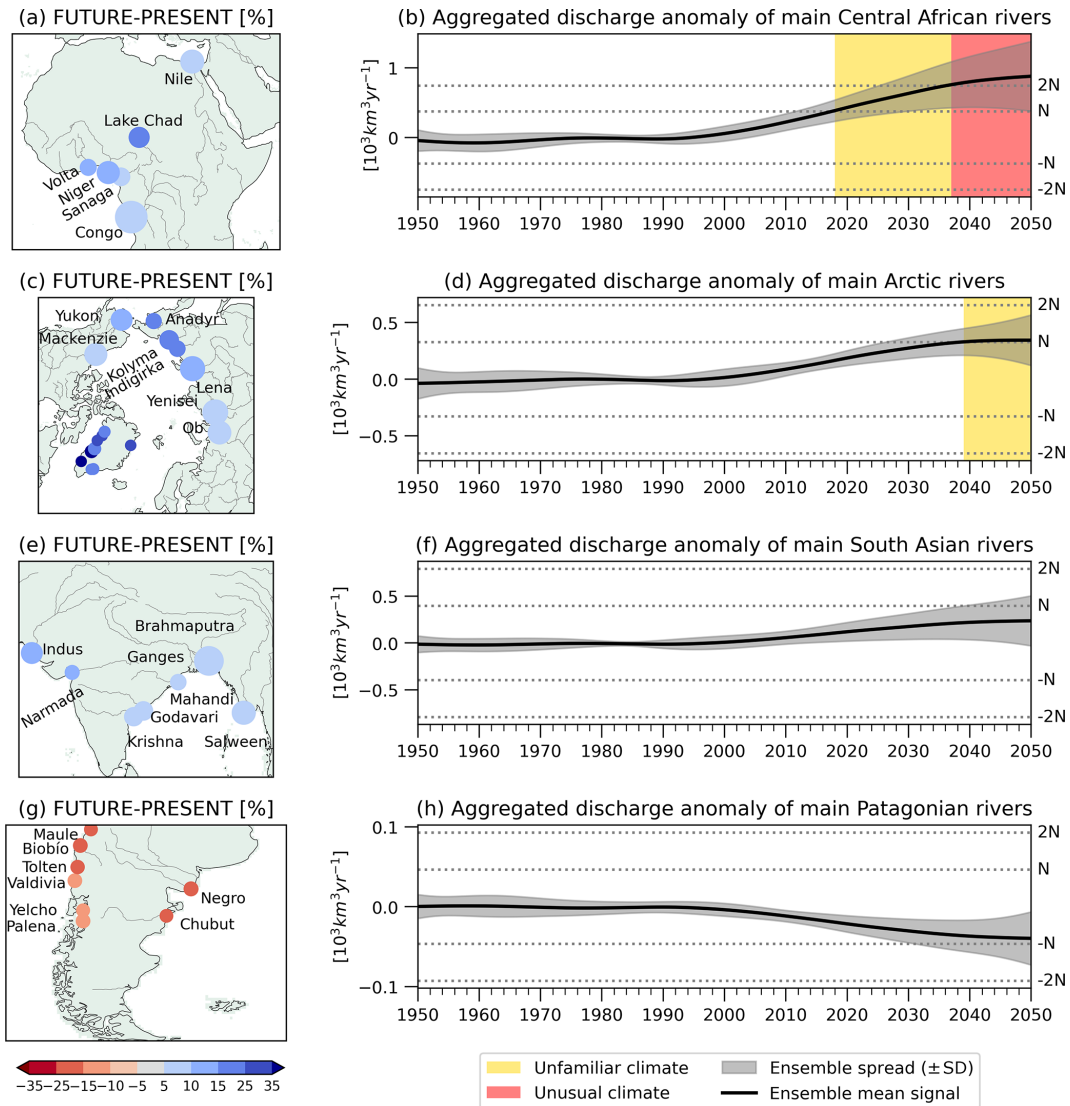 (a) FUTURE-PRESENT [%]
Nile
Lake Chad
Volta
Niger
Sanaga
Congo
(b) Aggregated discharge anomaly of main Central African rivers
[10³km³yr⁻¹]
1
0
2N
N
-N
-2N
1950 1960 1970 1980 1990 2000 2010 2020 2030 2040 2050
(c) FUTURE-PRESENT [%]
Yukon
Anadyr
Mackenzie
Kolyma
Indigirka
Lena
Yenisei
Ob
(d) Aggregated discharge anomaly of main Arctic rivers
[10³km³yr⁻¹]
0.5
0.0
−0.5
2N
N
-N
-2N
1950 1960 1970 1980 1990 2000 2010 2020 2030 2040 2050
(e) FUTURE-PRESENT [%]
Brahmaputra
Indus
Ganges
Narmada
Mahandi
Godavari
Krishna
Salween
(f) Aggregated discharge anomaly of main South Asian rivers
[10³km³yr⁻¹]
0.5
0.0
−0.5
2N
N
-N
-2N
1950 1960 1970 1980 1990 2000 2010 2020 2030 2040 2050
(g) FUTURE-PRESENT [%]
Maule
Biobío
Tolten
Valdivia
Negro
Yelcho
Palena.
Chubut
(h) Aggregated discharge anomaly of main Patagonian rivers
[10³km³yr⁻¹]
0.1
0.0
−0.1
2N
N
-N
-2N
1950 1960 1970 1980 1990 2000 2010 2020 2030 2040 2050
−35 −25 −15 −10 5 10 15 25 35
Unfamiliar climate
Unusual climate
Ensemble spread (±SD)
Ensemble mean signal